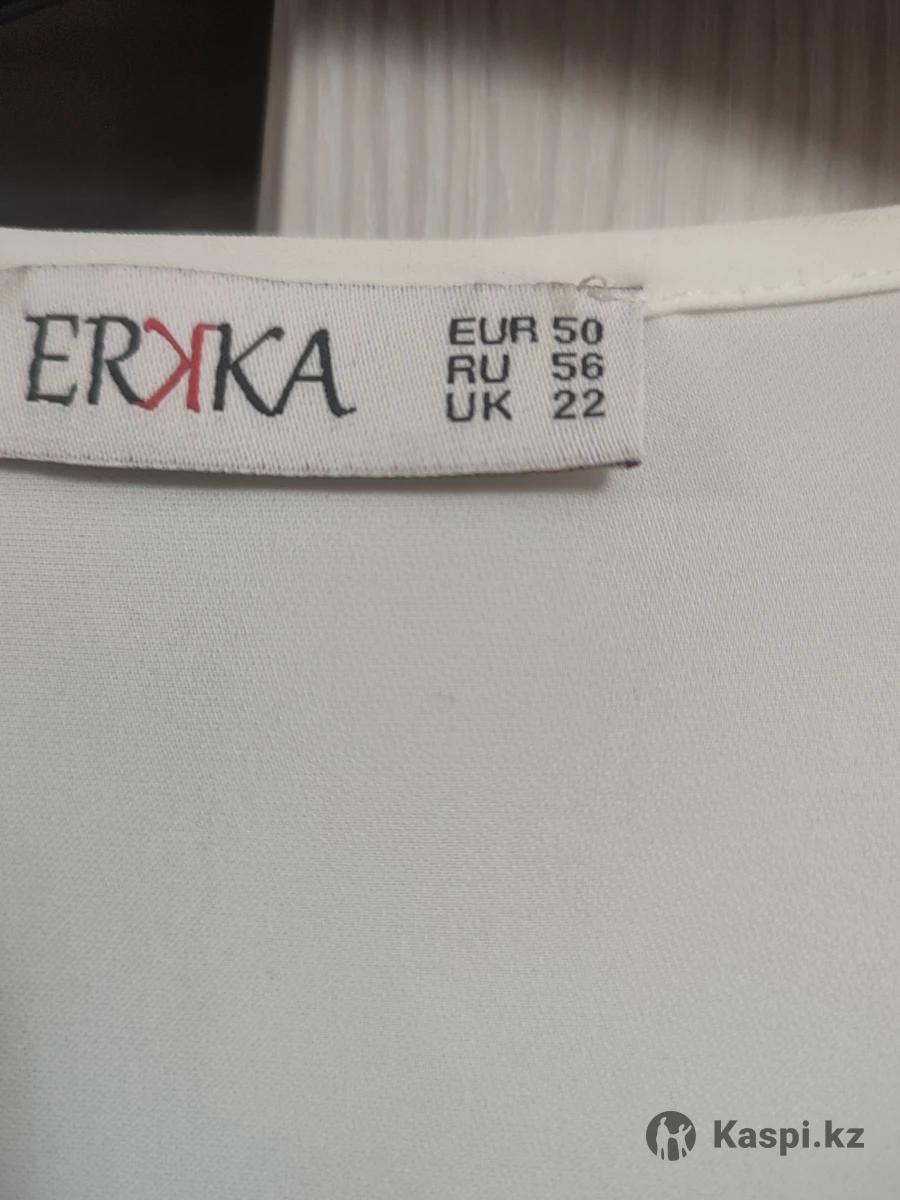 ERKKA
EUR 50
RU 56
UK 22
Kaspi.kz